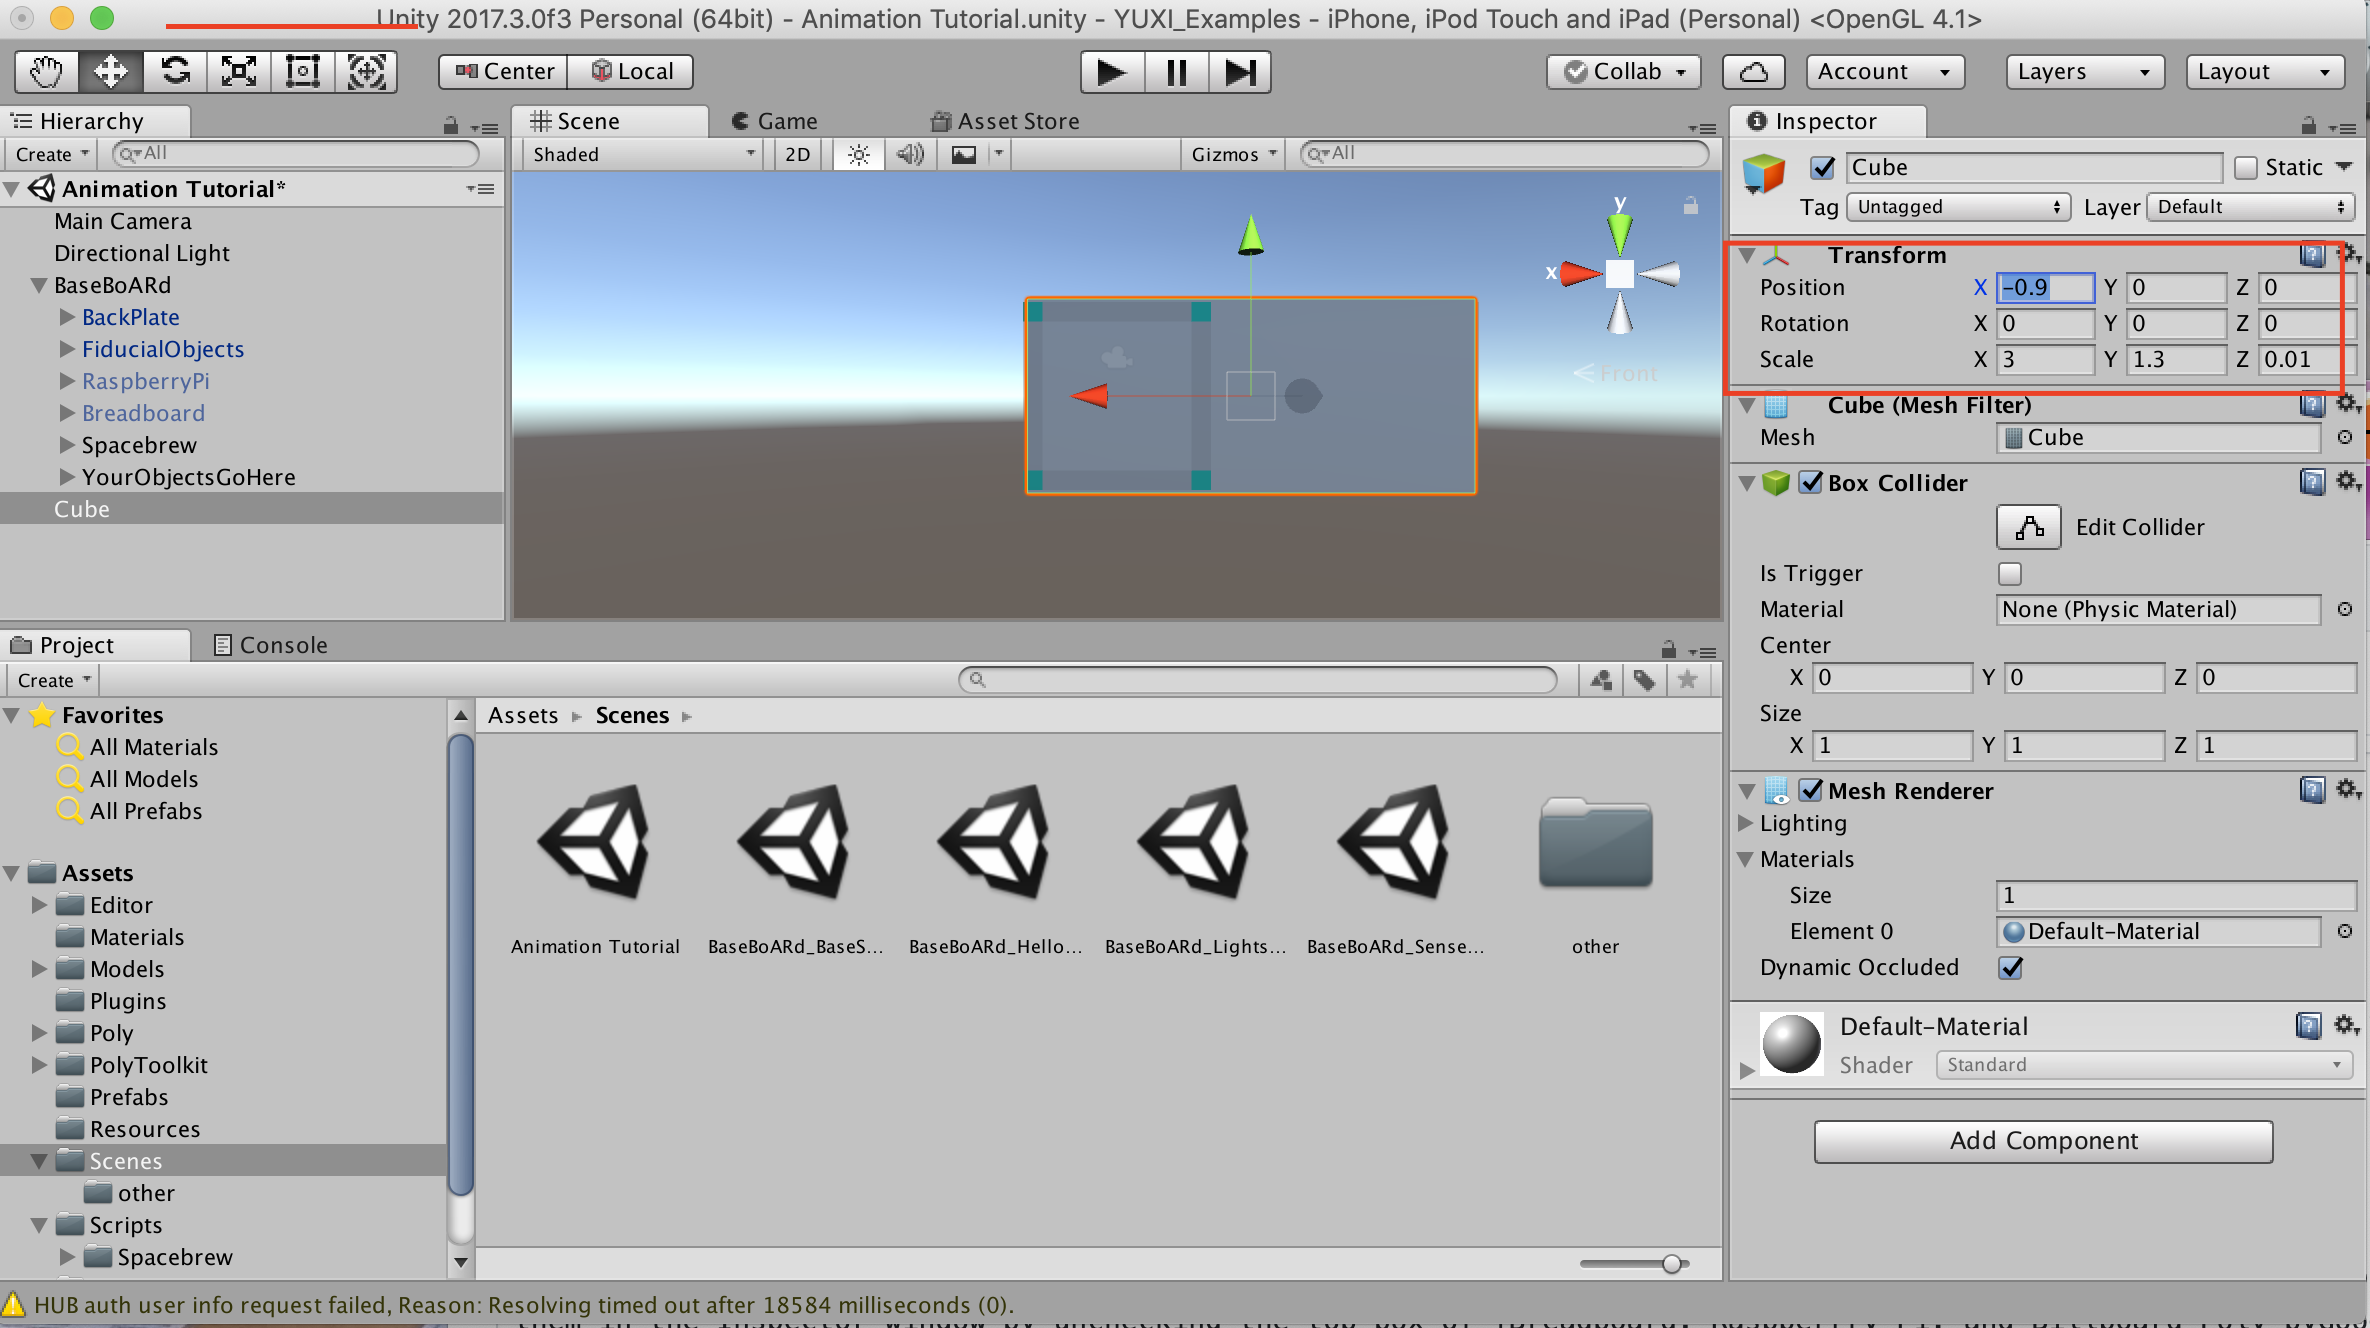 Unity 2017.3.0f3 Personal (64bit) - Animation Tutorial.unity - YUXI_Examples - iPhone, iPod Touch and iPad (Personal) <OpenGL 4.1>
Center Local Collab Account Layers Layout
Hierarchy
Create All
Animation Tutorial*
Main Camera
Directional Light
BaseBoARd
BackPlate
FiducialObjects
RaspberryPi
Breadboard
Spacebrew
YourObjectsGoHere
Cube
Scene Game Asset Store
Shaded 2D Gizmos All
y
x
Front
Inspector
Cube Static
Tag Untagged Layer Default
Transform
Position X -0.9 Y 0 Z 0
Rotation X 0 Y 0 Z 0
Scale X 3 Y 1.3 Z 0.01
Cube (Mesh Filter)
Mesh Cube
Box Collider
Edit Collider
Is Trigger
Material None (Physic Material)
Center
X 0 Y 0 Z 0
Size
X 1 Y 1 Z 1
Mesh Renderer
Lighting
Materials
Size 1
Element 0 Default-Material
Dynamic Occluded
Default-Material
Shader Standard
Add Component
Project Console
Create
Favorites
All Materials
All Models
All Prefabs
Assets
Editor
Materials
Models
Plugins
Poly
PolyToolkit
Prefabs
Resources
Scenes
other
Scripts
Spacebrew
Assets Scenes
Animation Tutorial BaseBoARd_BaseS... BaseBoARd_Hello... BaseBoARd_Lights... BaseBoARd_Sense... other
HUB auth user info request failed, Reason: Resolving timed out after 18584 milliseconds (0).